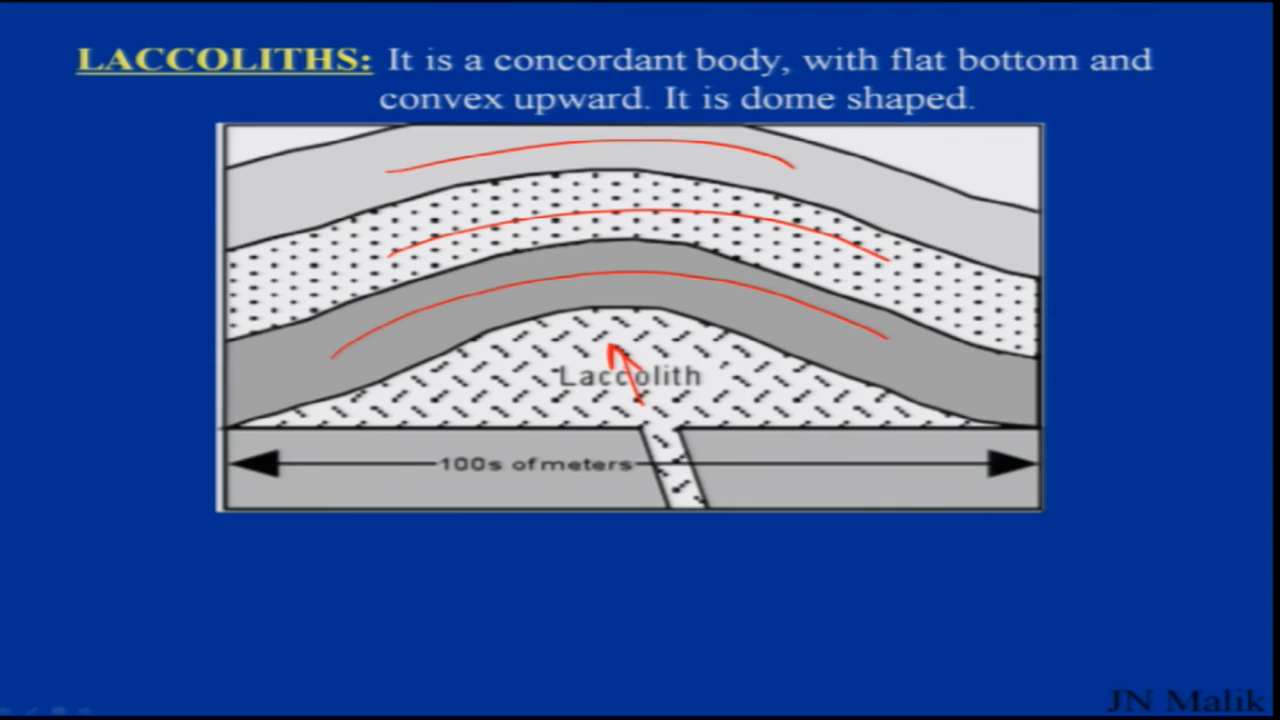 LACCOLITHS: It is a concordant body, with flat bottom and
convex upward. It is dome shaped.
Laccolith
100s of meters
JN Malik